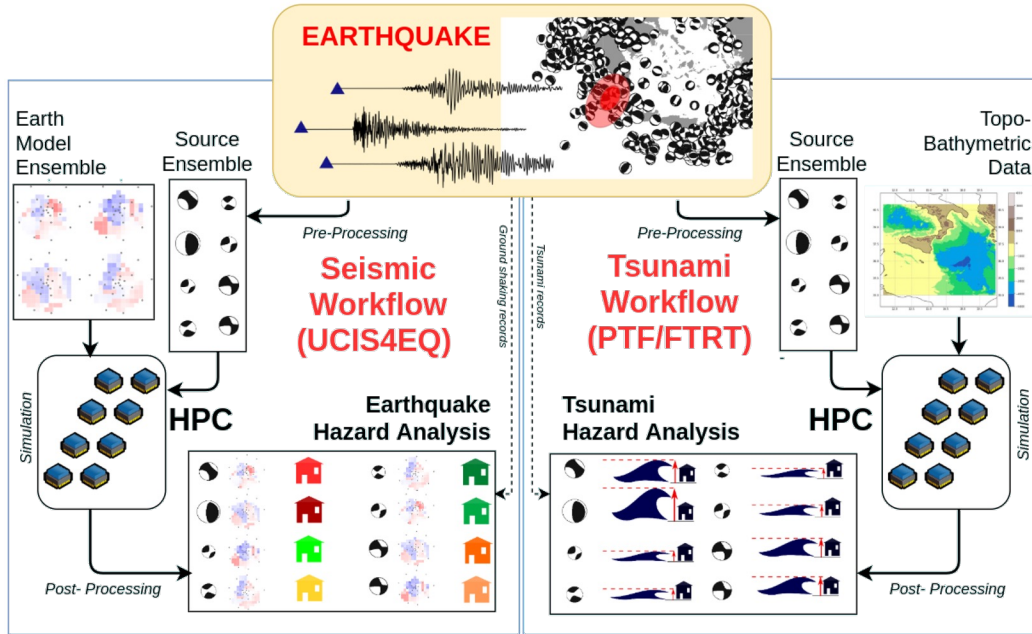 EARTHQUAKE
Earth
Model
Ensemble
Source
Ensemble
Pre-Processing
Seismic
Workflow
(UCIS4EQ)
Ground shaking records
Simulation
HPC
Earthquake
Hazard Analysis
Post- Processing
Source
Ensemble
Topo-
Bathymetric
Data
Pre-Processing
Tsunami
Workflow
(PTF/FTRT)
Tsunami records
HPC
Simulation
Tsunami
Hazard Analysis
Post- Processing